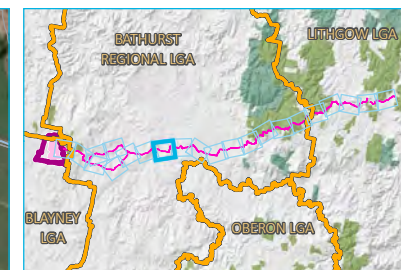 BATHURST
REGIONAL LGA
LITHGOW LGA
BLAYNEY
LGA
OBERON LGA